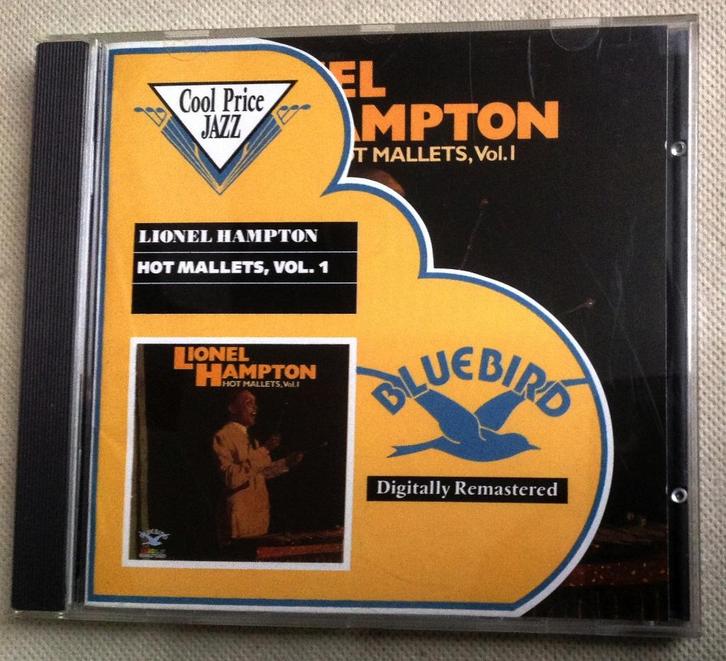 Cool Price
JAZZ
EL
AMPTON
OT MALLETS, Vol. I
LIONEL HAMPTON
HOT MALLETS, VOL. 1
LIONEL
HAMPTON
HOT MALLETS, Vol. I
BLUEBIRD
Digitally Remastered
BLUEBIRD